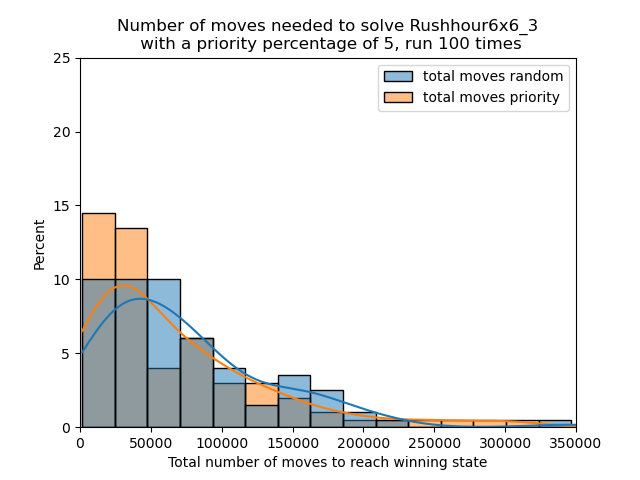 Number of moves needed to solve Rushhour6x6_3
with a priority percentage of 5, run 100 times
total moves random
total moves priority
Percent
25
20
15
10
5
0
0 50000 100000 150000 200000 250000 300000 350000
Total number of moves to reach winning state